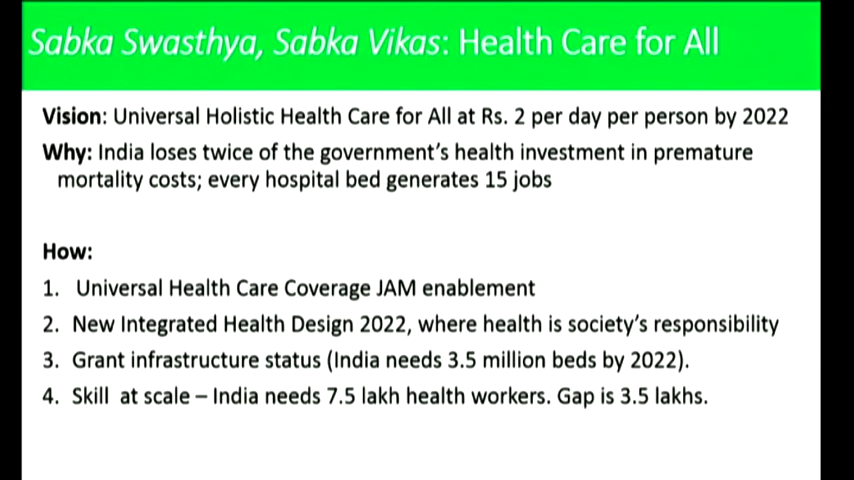 Sabka Swasthya, Sabka Vikas: Health Care for All
Vision: Universal Holistic Health Care for All at Rs. 2 per day per person by 2022
Why: India loses twice of the government's health investment in premature
mortality costs; every hospital bed generates 15 jobs
How:
1. Universal Health Care Coverage JAM enablement
2. New Integrated Health Design 2022, where health is society's responsibility
3. Grant infrastructure status (India needs 3.5 million beds by 2022).
4. Skill at scale – India needs 7.5 lakh health workers. Gap is 3.5 lakhs.